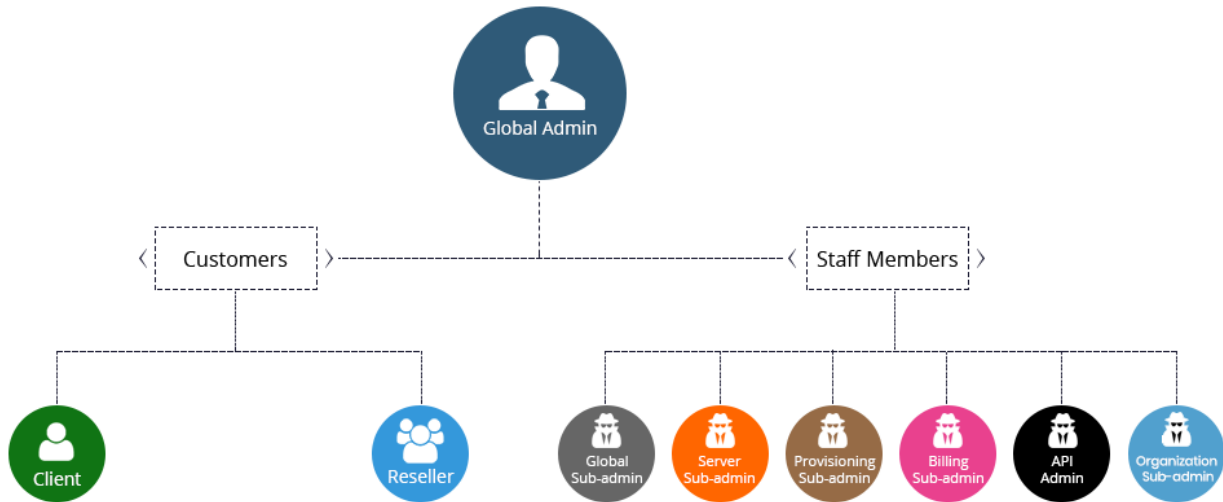 Global Admin
Customers
Staff Members
Client
Reseller
Global
Sub-admin
Server
Sub-admin
Provisioning
Sub-admin
Billing
Sub-admin
API
Admin
Organization
Sub-admin